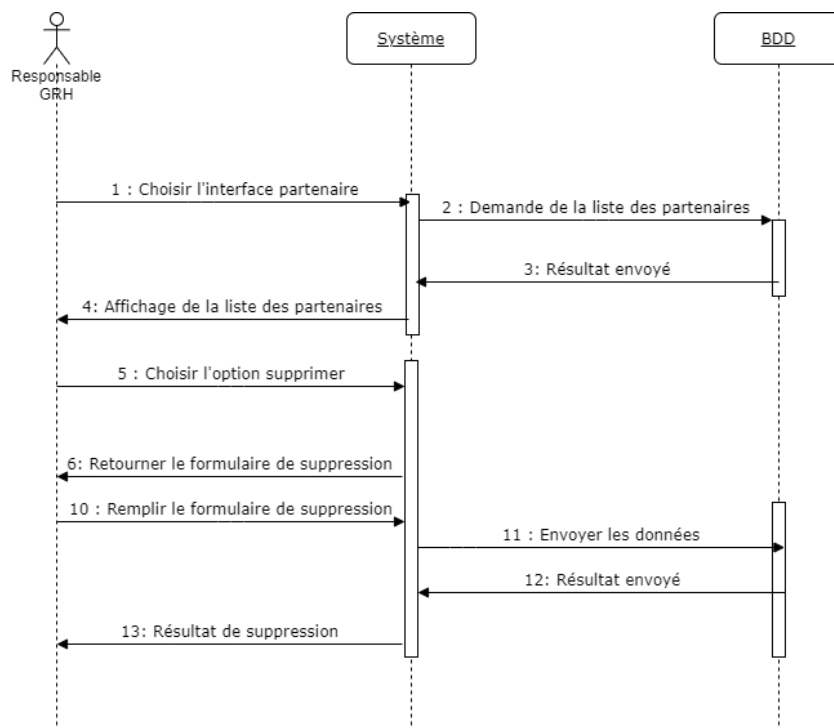 Système
BDD
Responsable
GRH
1 : Choisir l'interface partenaire
2 : Demande de la liste des partenaires
3: Résultat envoyé
4: Affichage de la liste des partenaires
5 : Choisir l'option supprimer
6: Retourner le formulaire de suppression
10 : Remplir le formulaire de suppression
11 : Envoyer les données
12: Résultat envoyé
13: Résultat de suppression